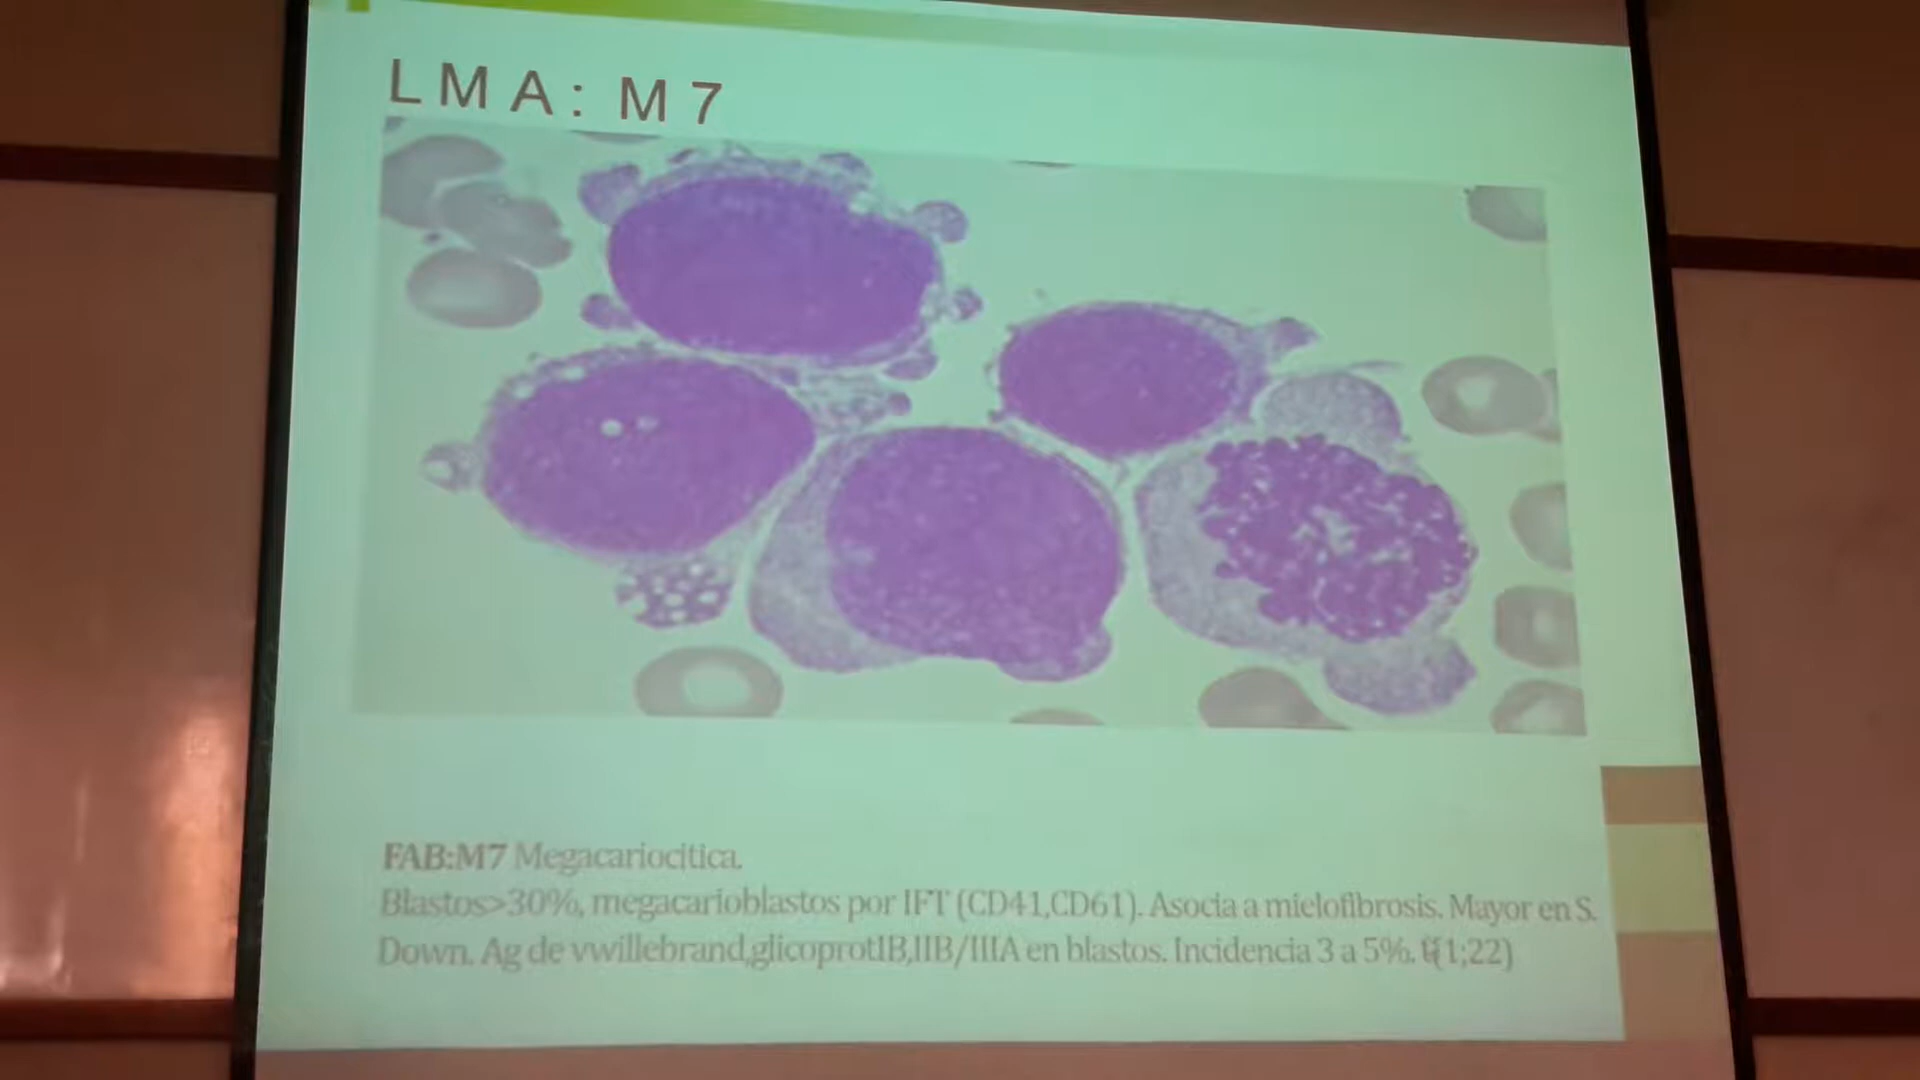 LMA: M7
FAB:M7 Megacariocitica.
Blastos>30%, megacarioblastos por IFT (CD41,CD61). Asocia a mielofibrosis. Mayor en S.
Down. Ag de vwillebrand,glicoprotIB,IIB/IIIA en blastos. Incidencia 3 a 5%. (1;22)